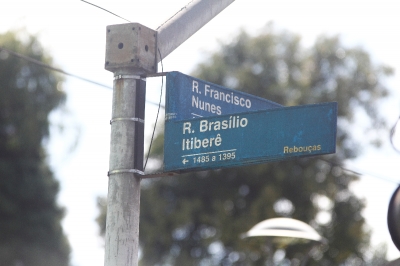 R. Francisco
Nunes
R. Brasílio
Itiberê
← 1485 a 1395
Rebouças